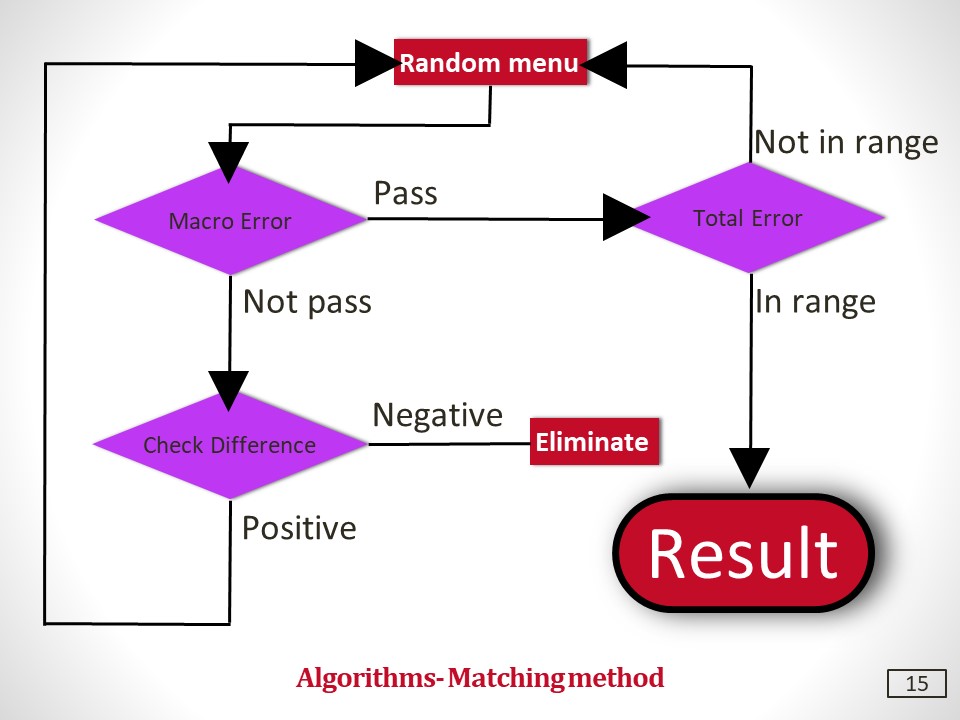 Random menu
Not in range
Pass
Macro Error
Total Error
Not pass
In range
Negative
Check Difference
Eliminate
Positive
Result
Algorithms- Matching method
15